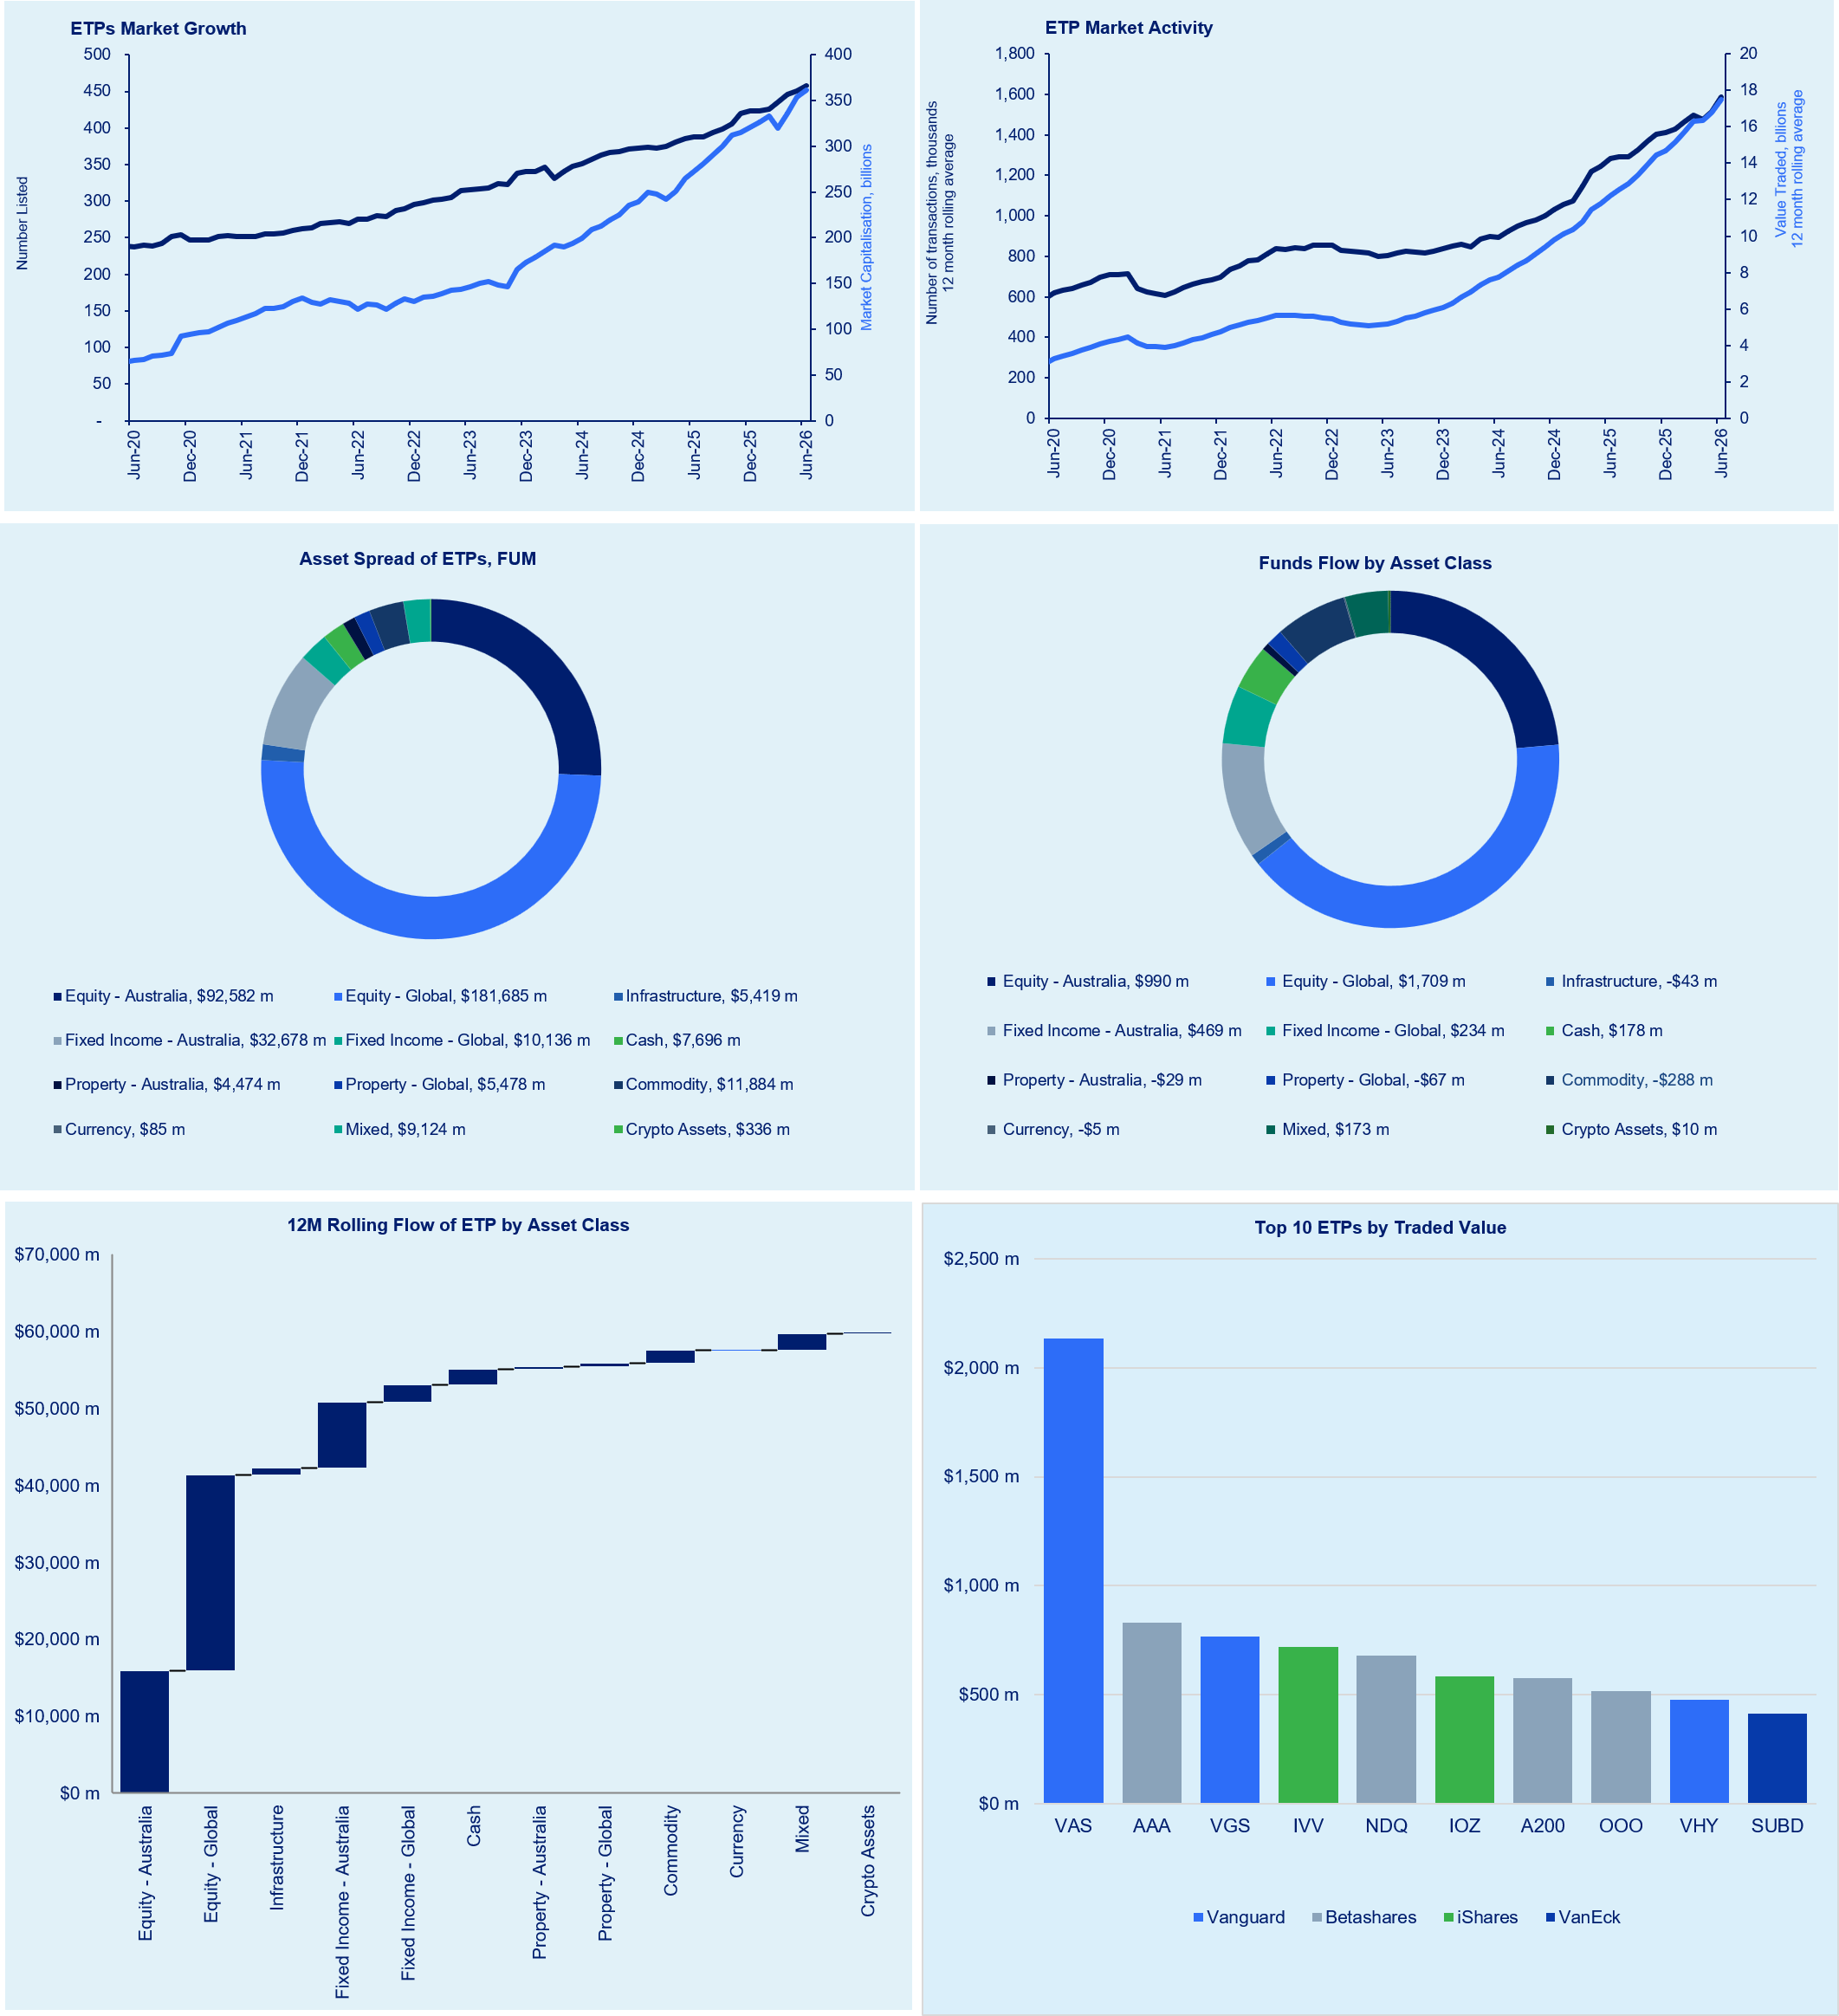 ETPs Market Growth
500
450
400
350
300
250
200
150
100
50
-
400
350
300
250
200
150
100
50
0
Number Listed
Market Capitalisation, billions
Jun-20
Dec-20
Jun-21
Dec-21
Jun-22
Dec-22
Jun-23
Dec-23
Jun-24
Dec-24
Jun-25
Dec-25
Jun-26
ETP Market Activity
1,800
1,600
1,400
1,200
1,000
800
600
400
200
0
20
18
16
14
12
10
8
6
4
2
0
Number of transactions, thousands
12 month rolling average
Value Traded, bllions
12 month rolling average
Jun-20
Dec-20
Jun-21
Dec-21
Jun-22
Dec-22
Jun-23
Dec-23
Jun-24
Dec-24
Jun-25
Dec-25
Jun-26
Asset Spread of ETPs, FUM
Equity - Australia, $92,582 m
Equity - Global, $181,685 m
Infrastructure, $5,419 m
Fixed Income - Australia, $32,678 m
Fixed Income - Global, $10,136 m
Cash, $7,696 m
Property - Australia, $4,474 m
Property - Global, $5,478 m
Commodity, $11,884 m
Currency, $85 m
Mixed, $9,124 m
Crypto Assets, $336 m
Funds Flow by Asset Class
Equity - Australia, $990 m
Equity - Global, $1,709 m
Infrastructure, -$43 m
Fixed Income - Australia, $469 m
Fixed Income - Global, $234 m
Cash, $178 m
Property - Australia, -$29 m
Property - Global, -$67 m
Commodity, -$288 m
Currency, -$5 m
Mixed, $173 m
Crypto Assets, $10 m
12M Rolling Flow of ETP by Asset Class
$70,000 m
$60,000 m
$50,000 m
$40,000 m
$30,000 m
$20,000 m
$10,000 m
$0 m
Equity - Australia
Equity - Global
Infrastructure
Fixed Income - Australia
Fixed Income - Global
Cash
Property - Australia
Property - Global
Commodity
Currency
Mixed
Crypto Assets
Top 10 ETPs by Traded Value
$2,500 m
$2,000 m
$1,500 m
$1,000 m
$500 m
$0 m
VAS
AAA
VGS
IVV
NDQ
IOZ
A200
OOO
VHY
SUBD
Vanguard
Betashares
iShares
VanEck